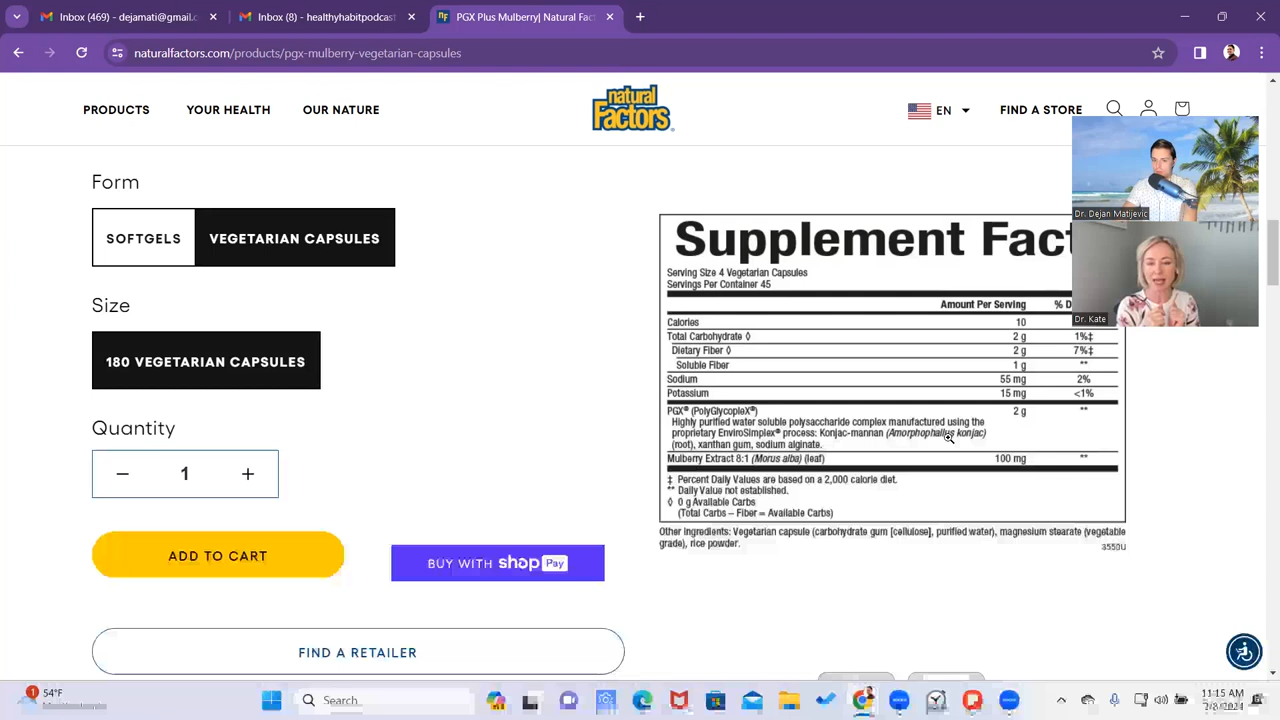 Inbox (469) - dejamati@gmail.c
Inbox (8) - healthyhabitpodcast
nf
PGX Plus Mulberry| Natural Fac
naturalfactors.com/products/pgx-mulberry-vegetarian-capsules
PRODUCTS
YOUR HEALTH
OUR NATURE
natural
Factors
EN
FIND A STORE
Form
SOFTGELS
VEGETARIAN CAPSULES
Size
180 VEGETARIAN CAPSULES
Quantity
1
ADD TO CART
BUY WITH shop Pay
FIND A RETAILER
Dr. Dejan Matijevic
Dr. Kate
Supplement Fact
Serving Size 4 Vegetarian Capsules
Servings Per Container 45
Amount Per Serving % D
Calories 10
Total Carbohydrate ◊ 2 g 1%‡
Dietary Fiber ◊ 2 g 7%‡
Soluble Fiber 1 g **
Sodium 55 mg 2%
Potassium 15 mg <1%
PGX® (PolyGlycopleX®) 2 g **
Highly purified water soluble polysaccharide complex manufactured using the
proprietary EnviroSimplex® process: Konjac-mannan (Amorphophallus konjac)
(root), xanthan gum, sodium alginate.
Mulberry Extract 8:1 (Morus alba) (leaf) 100 mg **
‡ Percent Daily Values are based on a 2,000 calorie diet.
** Daily Value not established.
◊ 0 g Available Carbs
(Total Carbs – Fiber = Available Carbs)
Other Ingredients: Vegetarian capsule (carbohydrate gum [cellulose], purified water), magnesium stearate (vegetable
grade), rice powder.
3550U
1
54°F
Search
11:15 AM